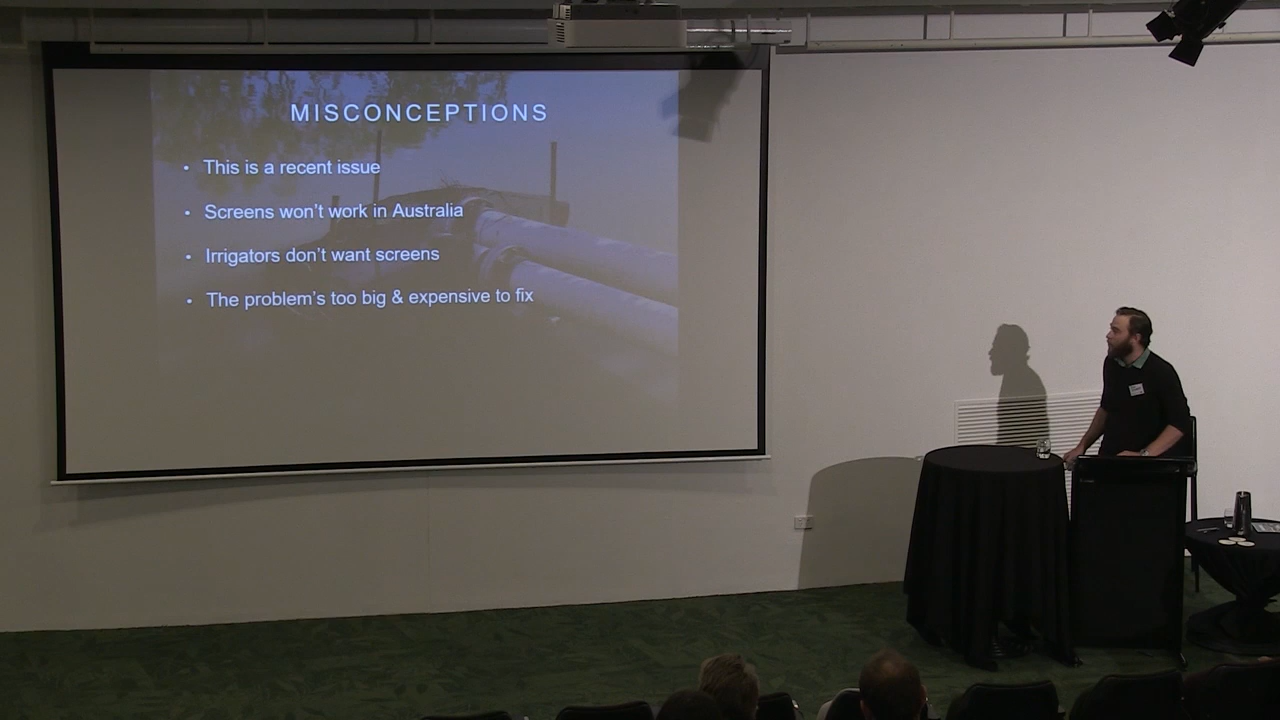 MISCONCEPTIONS
• This is a recent issue
• Screens won't work in Australia
• Irrigators don't want screens
• The problem's too big & expensive to fix